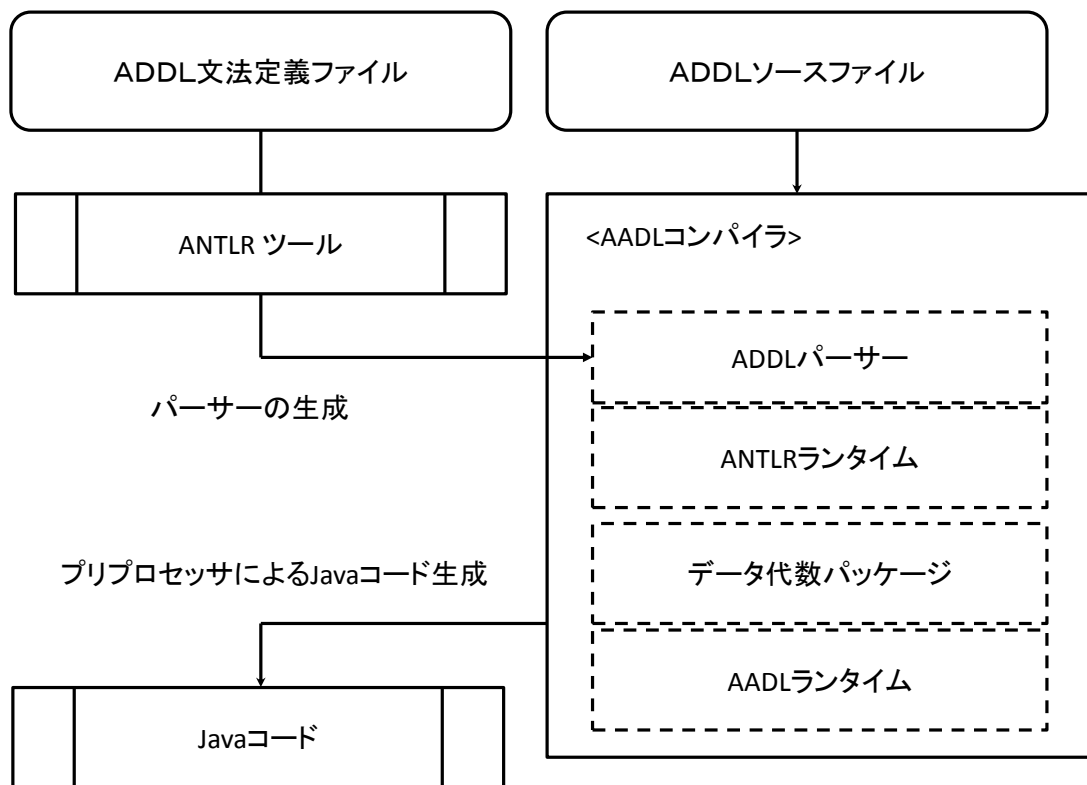 ADDL文法定義ファイル
ADDLソースファイル
ANTLR ツール
<AADLコンパイラ>
ADDLパーサー
パーサーの生成
ANTLRランタイム
プリプロセッサによるJavaコード生成
データ代数パッケージ
AADLランタイム
Javaコード